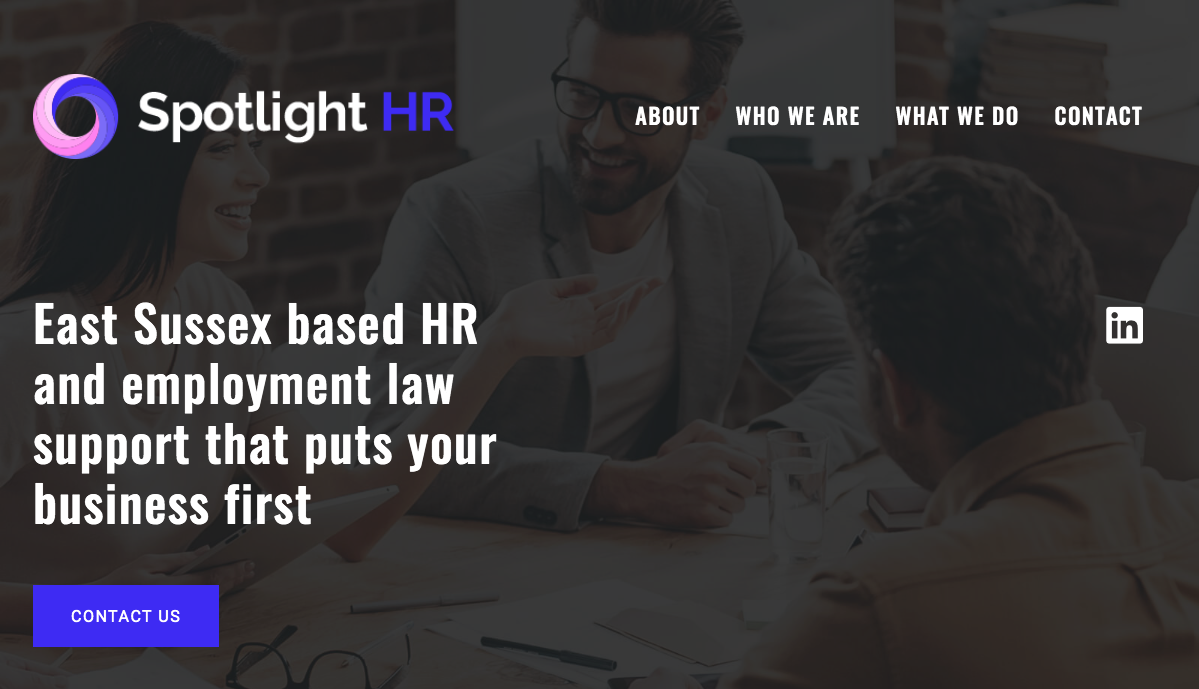 Spotlight HR
ABOUT WHO WE ARE WHAT WE DO CONTACT
East Sussex based HR
and employment law
support that puts your
business first
in
CONTACT US